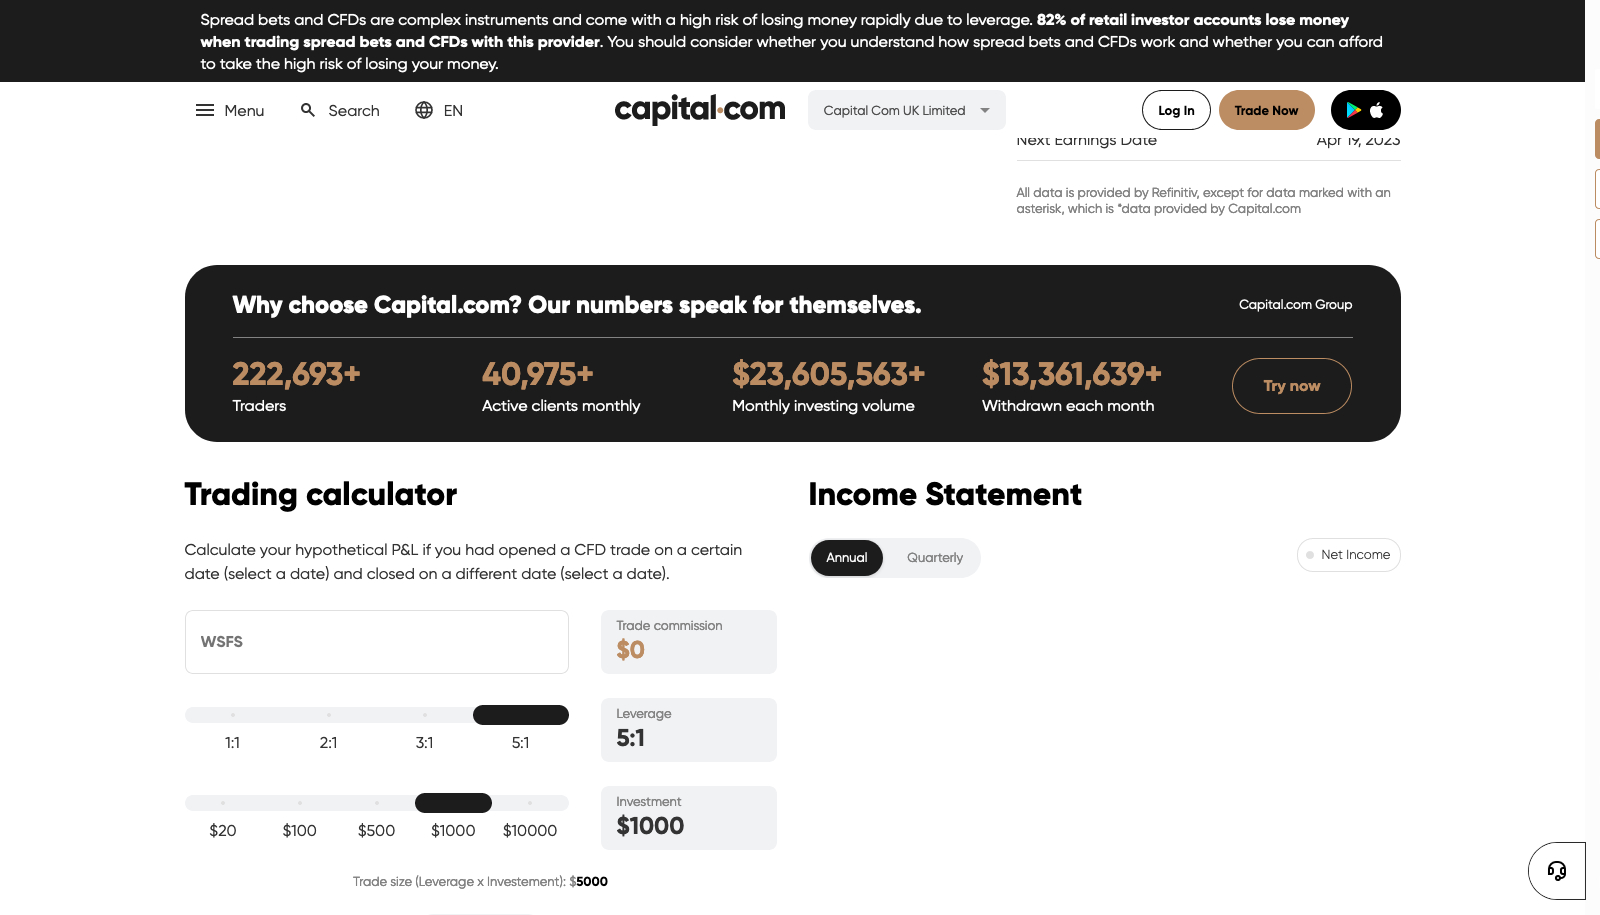 Spread bets and CFDs are complex instruments and come with a high risk of losing money rapidly due to leverage. 82% of retail investor accounts lose money
when trading spread bets and CFDs with this provider. You should consider whether you understand how spread bets and CFDs work and whether you can afford
to take the high risk of losing your money.
Menu
Search
EN
capital.com
Capital Com UK Limited
Log In
Trade Now
Next Earnings Date
Apr 19, 2023
All data is provided by Refinitiv, except for data marked with an
asterisk, which is *data provided by Capital.com
Why choose Capital.com? Our numbers speak for themselves.
Capital.com Group
222,693+
Traders
40,975+
Active clients monthly
$23,605,563+
Monthly investing volume
$13,361,639+
Withdrawn each month
Try now
Trading calculator
Calculate your hypothetical P&L if you had opened a CFD trade on a certain
date (select a date) and closed on a different date (select a date).
WSFS
Trade commission
$0
1:1 2:1 3:1 5:1
Leverage
5:1
$20 $100 $500 $1000 $10000
Investment
$1000
Trade size (Leverage x Investement): $5000
Income Statement
Annual
Quarterly
Net Income